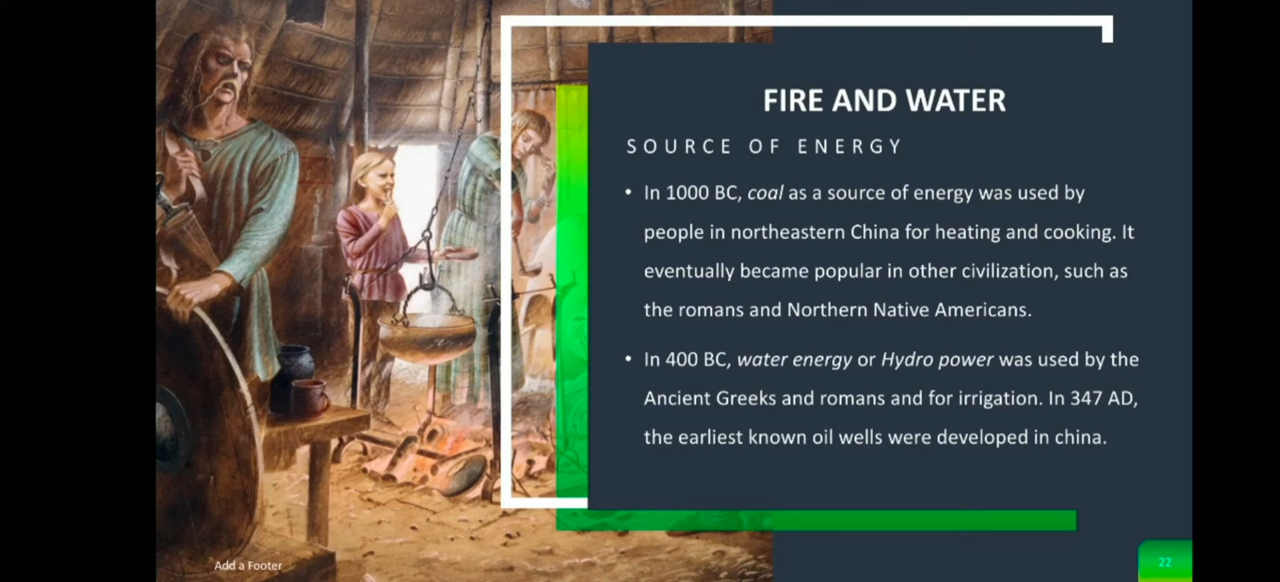 FIRE AND WATER
SOURCE OF ENERGY
• In 1000 BC, coal as a source of energy was used by
people in northeastern China for heating and cooking. It
eventually became popular in other civilization, such as
the romans and Northern Native Americans.
• In 400 BC, water energy or Hydro power was used by the
Ancient Greeks and romans and for irrigation. In 347 AD,
the earliest known oil wells were developed in china.
Add a Footer
22